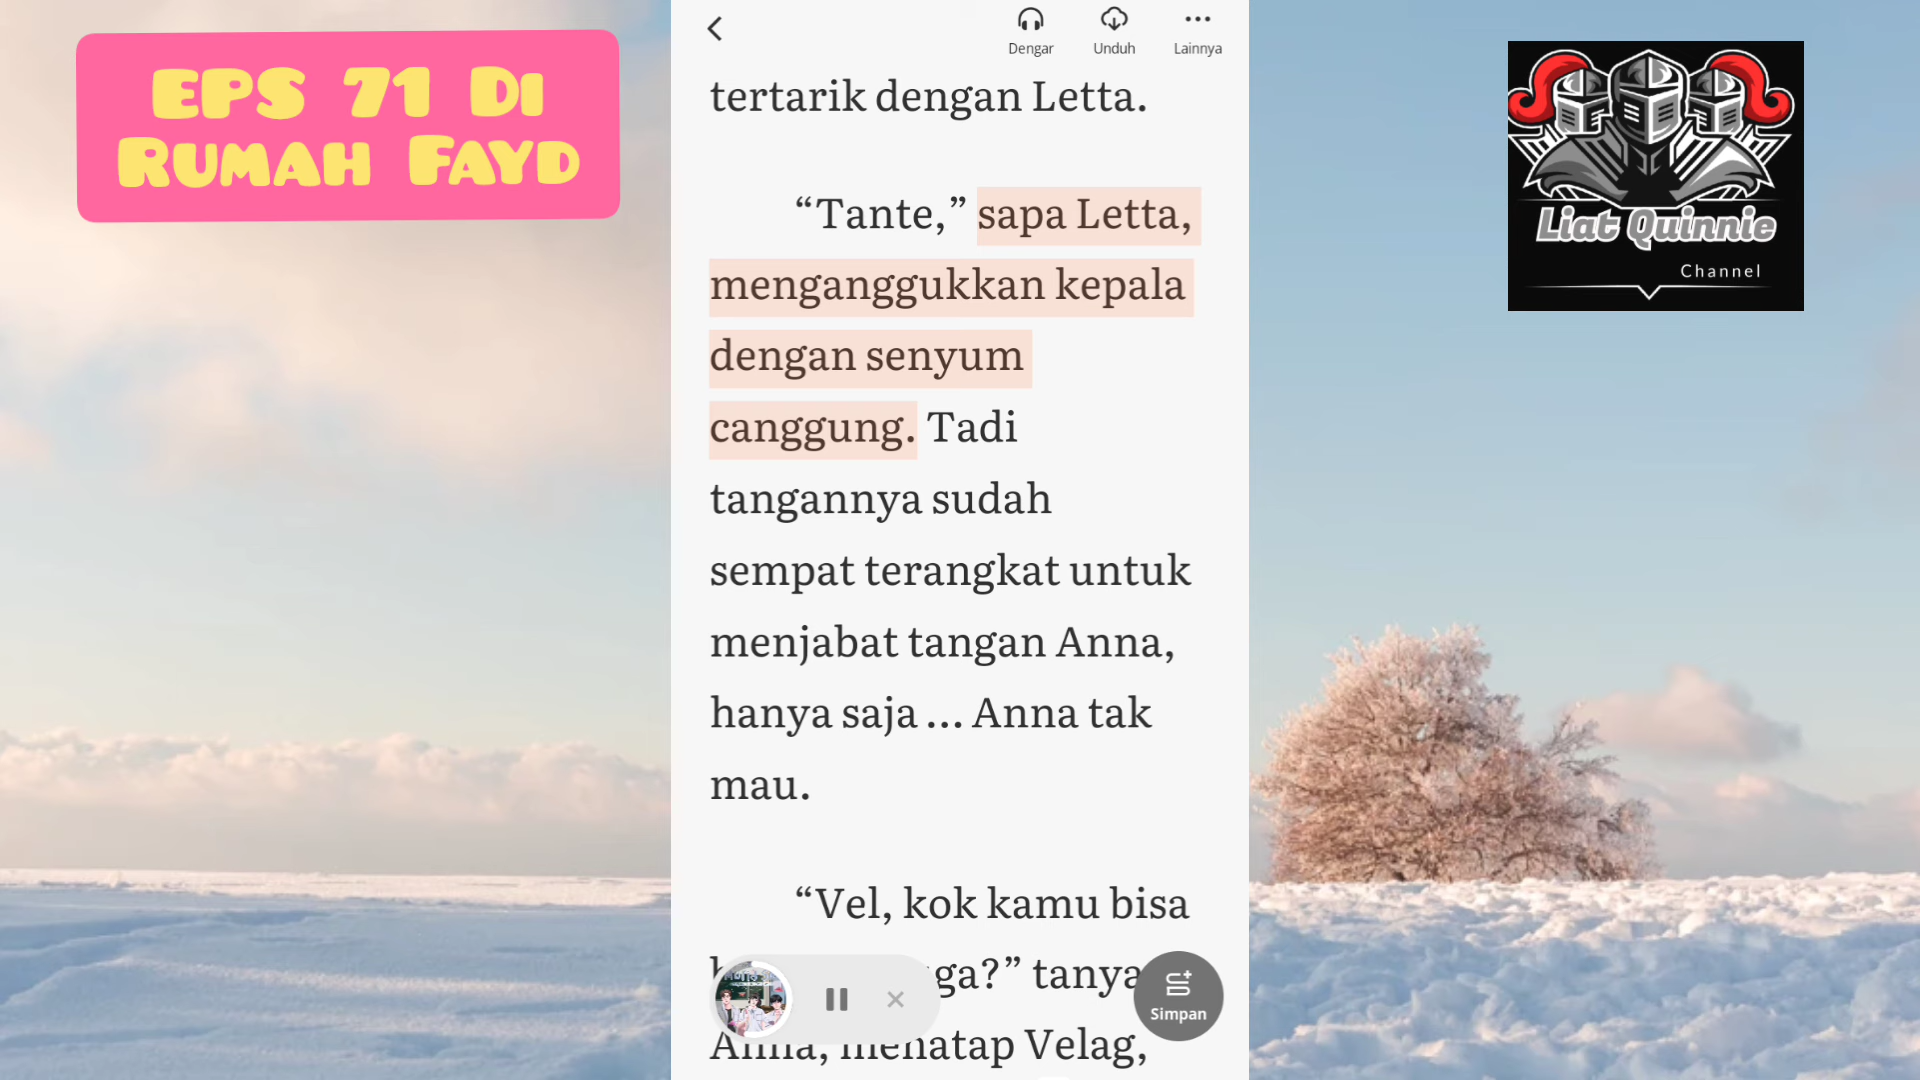 EPS 71 Di
Rumah Fayd
Dengar
Unduh
Lainnya
tertarik dengan Letta.
“Tante,” sapa Letta,
menganggukkan kepala
dengan senyum
canggung. Tadi
tangannya sudah
sempat terangkat untuk
menjabat tangan Anna,
hanya saja ... Anna tak
mau.
“Vel, kok kamu bisa
ga?” tanya
Anna, menatap Velag,
Simpan
Liat Quinnie
Channel